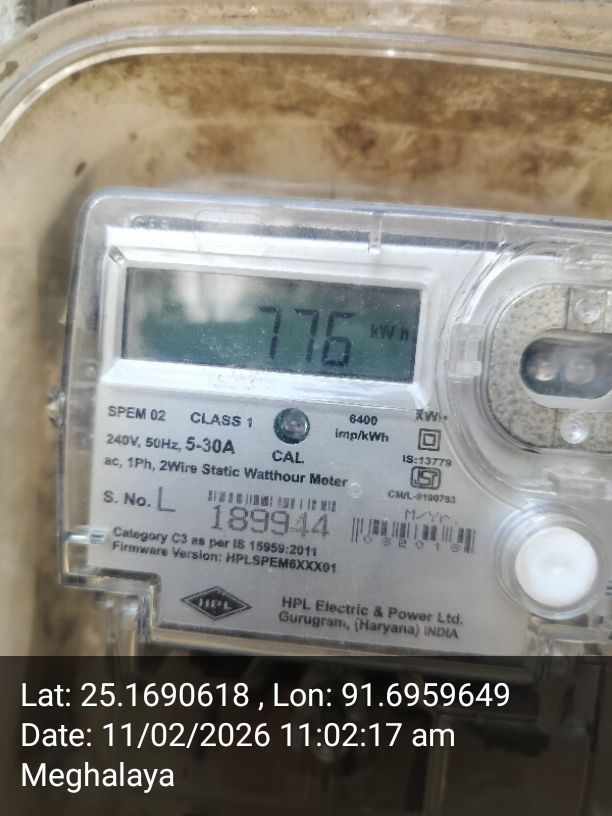 776 kWh
SPEM 02 CLASS 1 6400 imp/kWh
240V, 50Hz, 5-30A CAL
ac, 1Ph, 2Wire Static Watthour Meter
IS:13779
S. No. L 189944
CM/L-9190783
M/Yr.
082018
Category C3 as per IS 15959:2011
Firmware Version: HPLSPEM6XXX01
HPL
HPL Electric & Power Ltd.
Gurugram, (Haryana) INDIA
Lat: 25.1690618 , Lon: 91.6959649
Date: 11/02/2026 11:02:17 am
Meghalaya